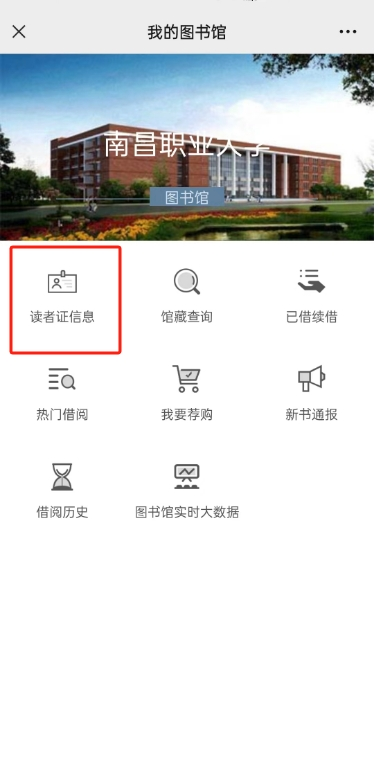 我的图书馆
南昌职业大学
图书馆
读者证信息
馆藏查询
已借续借
热门借阅
我要荐购
新书通报
借阅历史
图书馆实时大数据